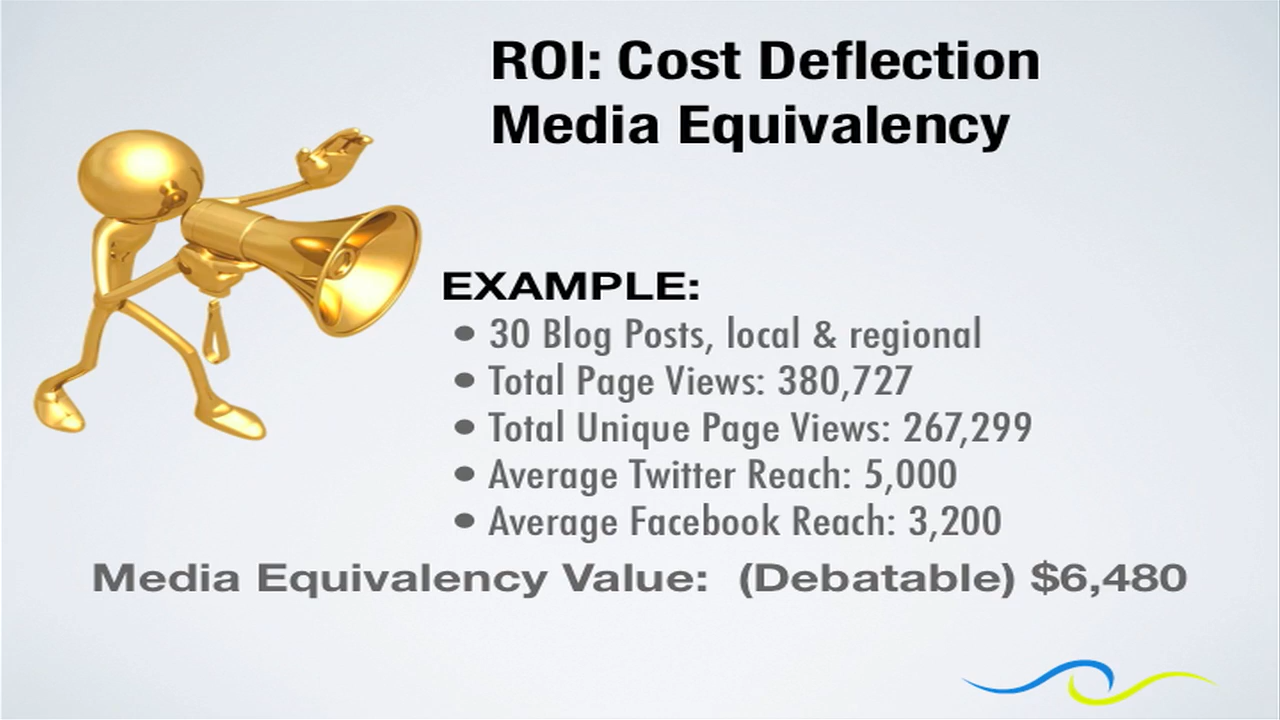 ROI: Cost Deflection
Media Equivalency
EXAMPLE:
• 30 Blog Posts, local & regional
• Total Page Views: 380,727
• Total Unique Page Views: 267,299
• Average Twitter Reach: 5,000
• Average Facebook Reach: 3,200
Media Equivalency Value: (Debatable) $6,480